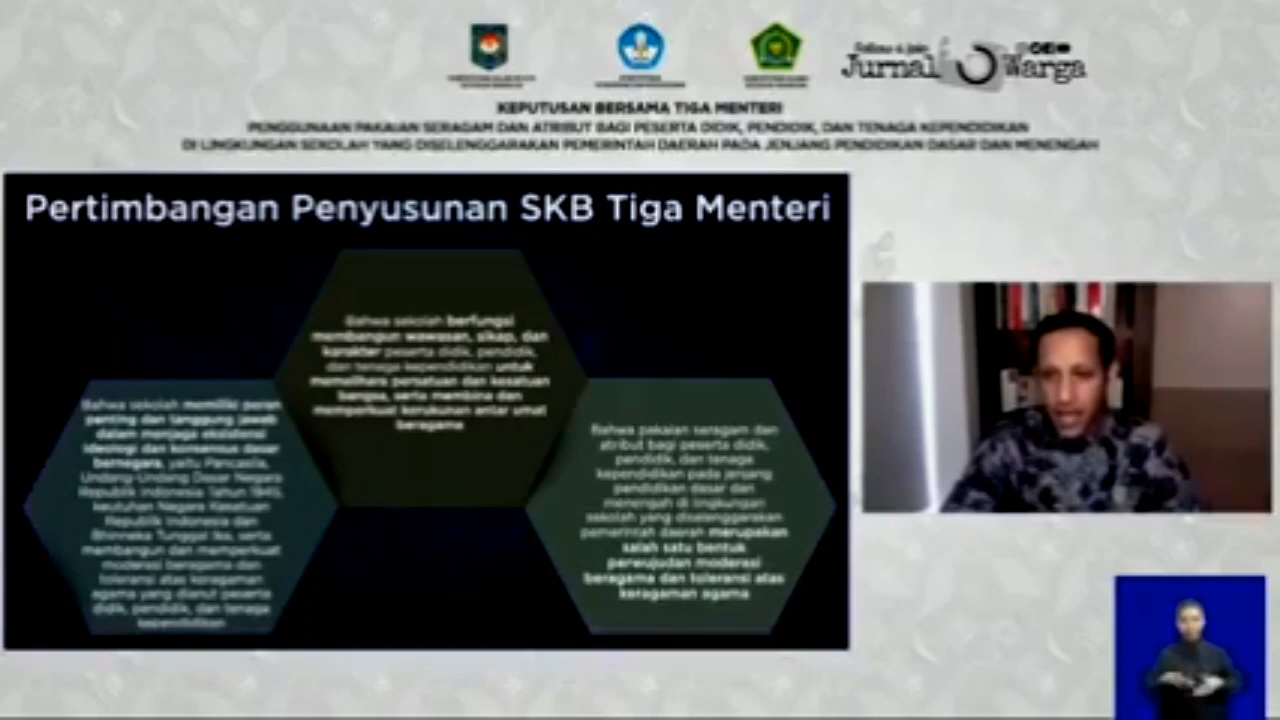 Follow & Join
Jurnal Warga
KEPUTUSAN BERSAMA TIGA MENTERI
PENGGUNAAN PAKAIAN SERAGAM DAN ATRIBUT BAGI PESERTA DIDIK, PENDIDIK, DAN TENAGA KEPENDIDIKAN
DI LINGKUNGAN SEKOLAH YANG DISELENGGARAKAN PEMERINTAH DAERAH PADA JENJANG PENDIDIKAN DASAR DAN MENENGAH
Pertimbangan Penyusunan SKB Tiga Menteri
Bahwa sekolah memiliki peran
penting dan tanggung jawab
dalam menjaga eksistensi
ideologi dan konsensus dasar
bernegara, yaitu Pancasila,
Undang-Undang Dasar Negara
Republik Indonesia Tahun 1945,
keutuhan Negara Kesatuan
Republik Indonesia dan
Bhinneka Tunggal Ika, serta
membangun dan memperkuat
moderasi beragama dan
toleransi atas keragaman
agama yang dianut peserta
didik, pendidik, dan tenaga
kependidikan
Bahwa sekolah berfungsi
membangun wawasan, sikap, dan
karakter peserta didik, pendidik,
dan tenaga kependidikan untuk
memelihara persatuan dan kesatuan
bangsa, serta membina dan
memperkuat kerukunan antar umat
beragama
Bahwa pakaian seragam dan
atribut bagi peserta didik,
pendidik, dan tenaga
kependidikan pada jenjang
pendidikan dasar dan
menengah di lingkungan
sekolah yang diselenggarakan
pemerintah daerah merupakan
salah satu bentuk
perwujudan moderasi
beragama dan toleransi atas
keragaman agama